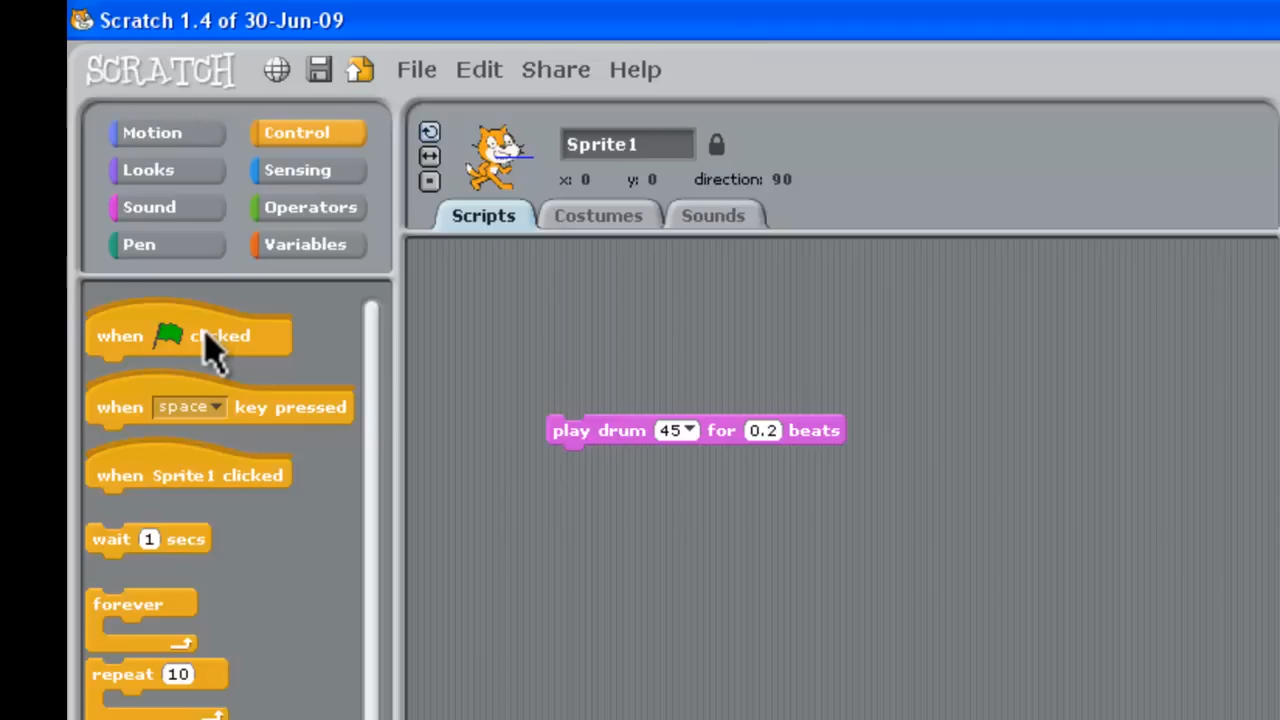 Scratch 1.4 of 30-Jun-09
SCRATCH File Edit Share Help
Motion Control
Looks Sensing
Sound Operators
Pen Variables
Sprite1
x: 0 y: 0 direction: 90
Scripts Costumes Sounds
when clicked
when space key pressed
when Sprite1 clicked
wait 1 secs
forever
repeat 10
play drum 45 for 0.2 beats